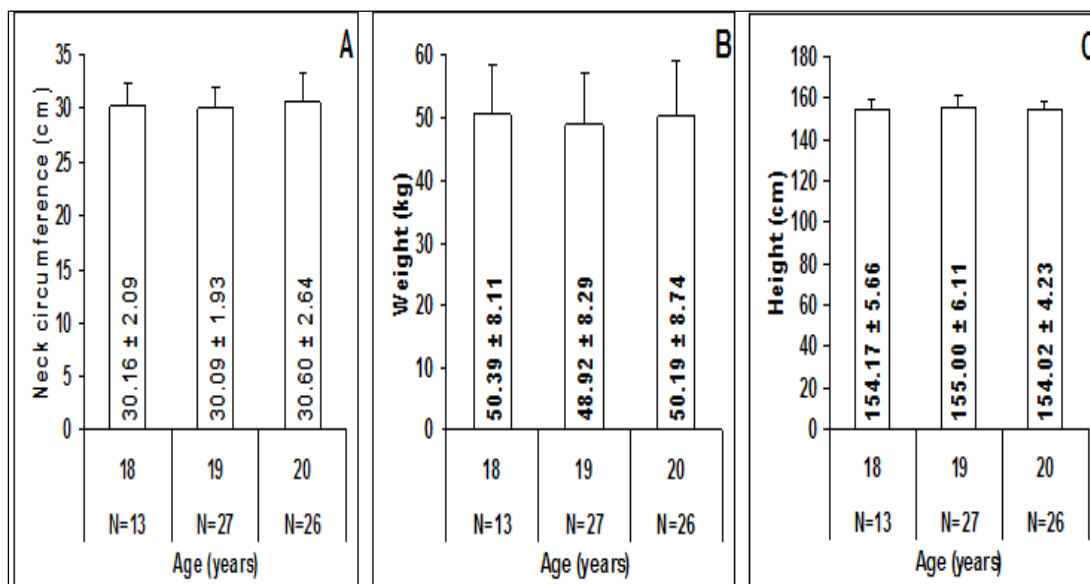 A
Neck circumference (cm)
35
30
25
20
15
10
5
0
30.16 ± 2.09
30.09 ± 1.93
30.60 ± 2.64
18 19 20
N=13 N=27 N=26
Age (years)
B
Weight (kg)
60
50
40
30
20
10
0
50.39 ± 8.11
48.92 ± 8.29
50.19 ± 8.74
18 19 20
N=13 N=27 N=26
Age (years)
C
Height (cm)
180
160
140
120
100
80
60
40
20
0
154.17 ± 5.66
155.00 ± 6.11
154.02 ± 4.23
18 19 20
N=13 N=27 N=26
Age (years)